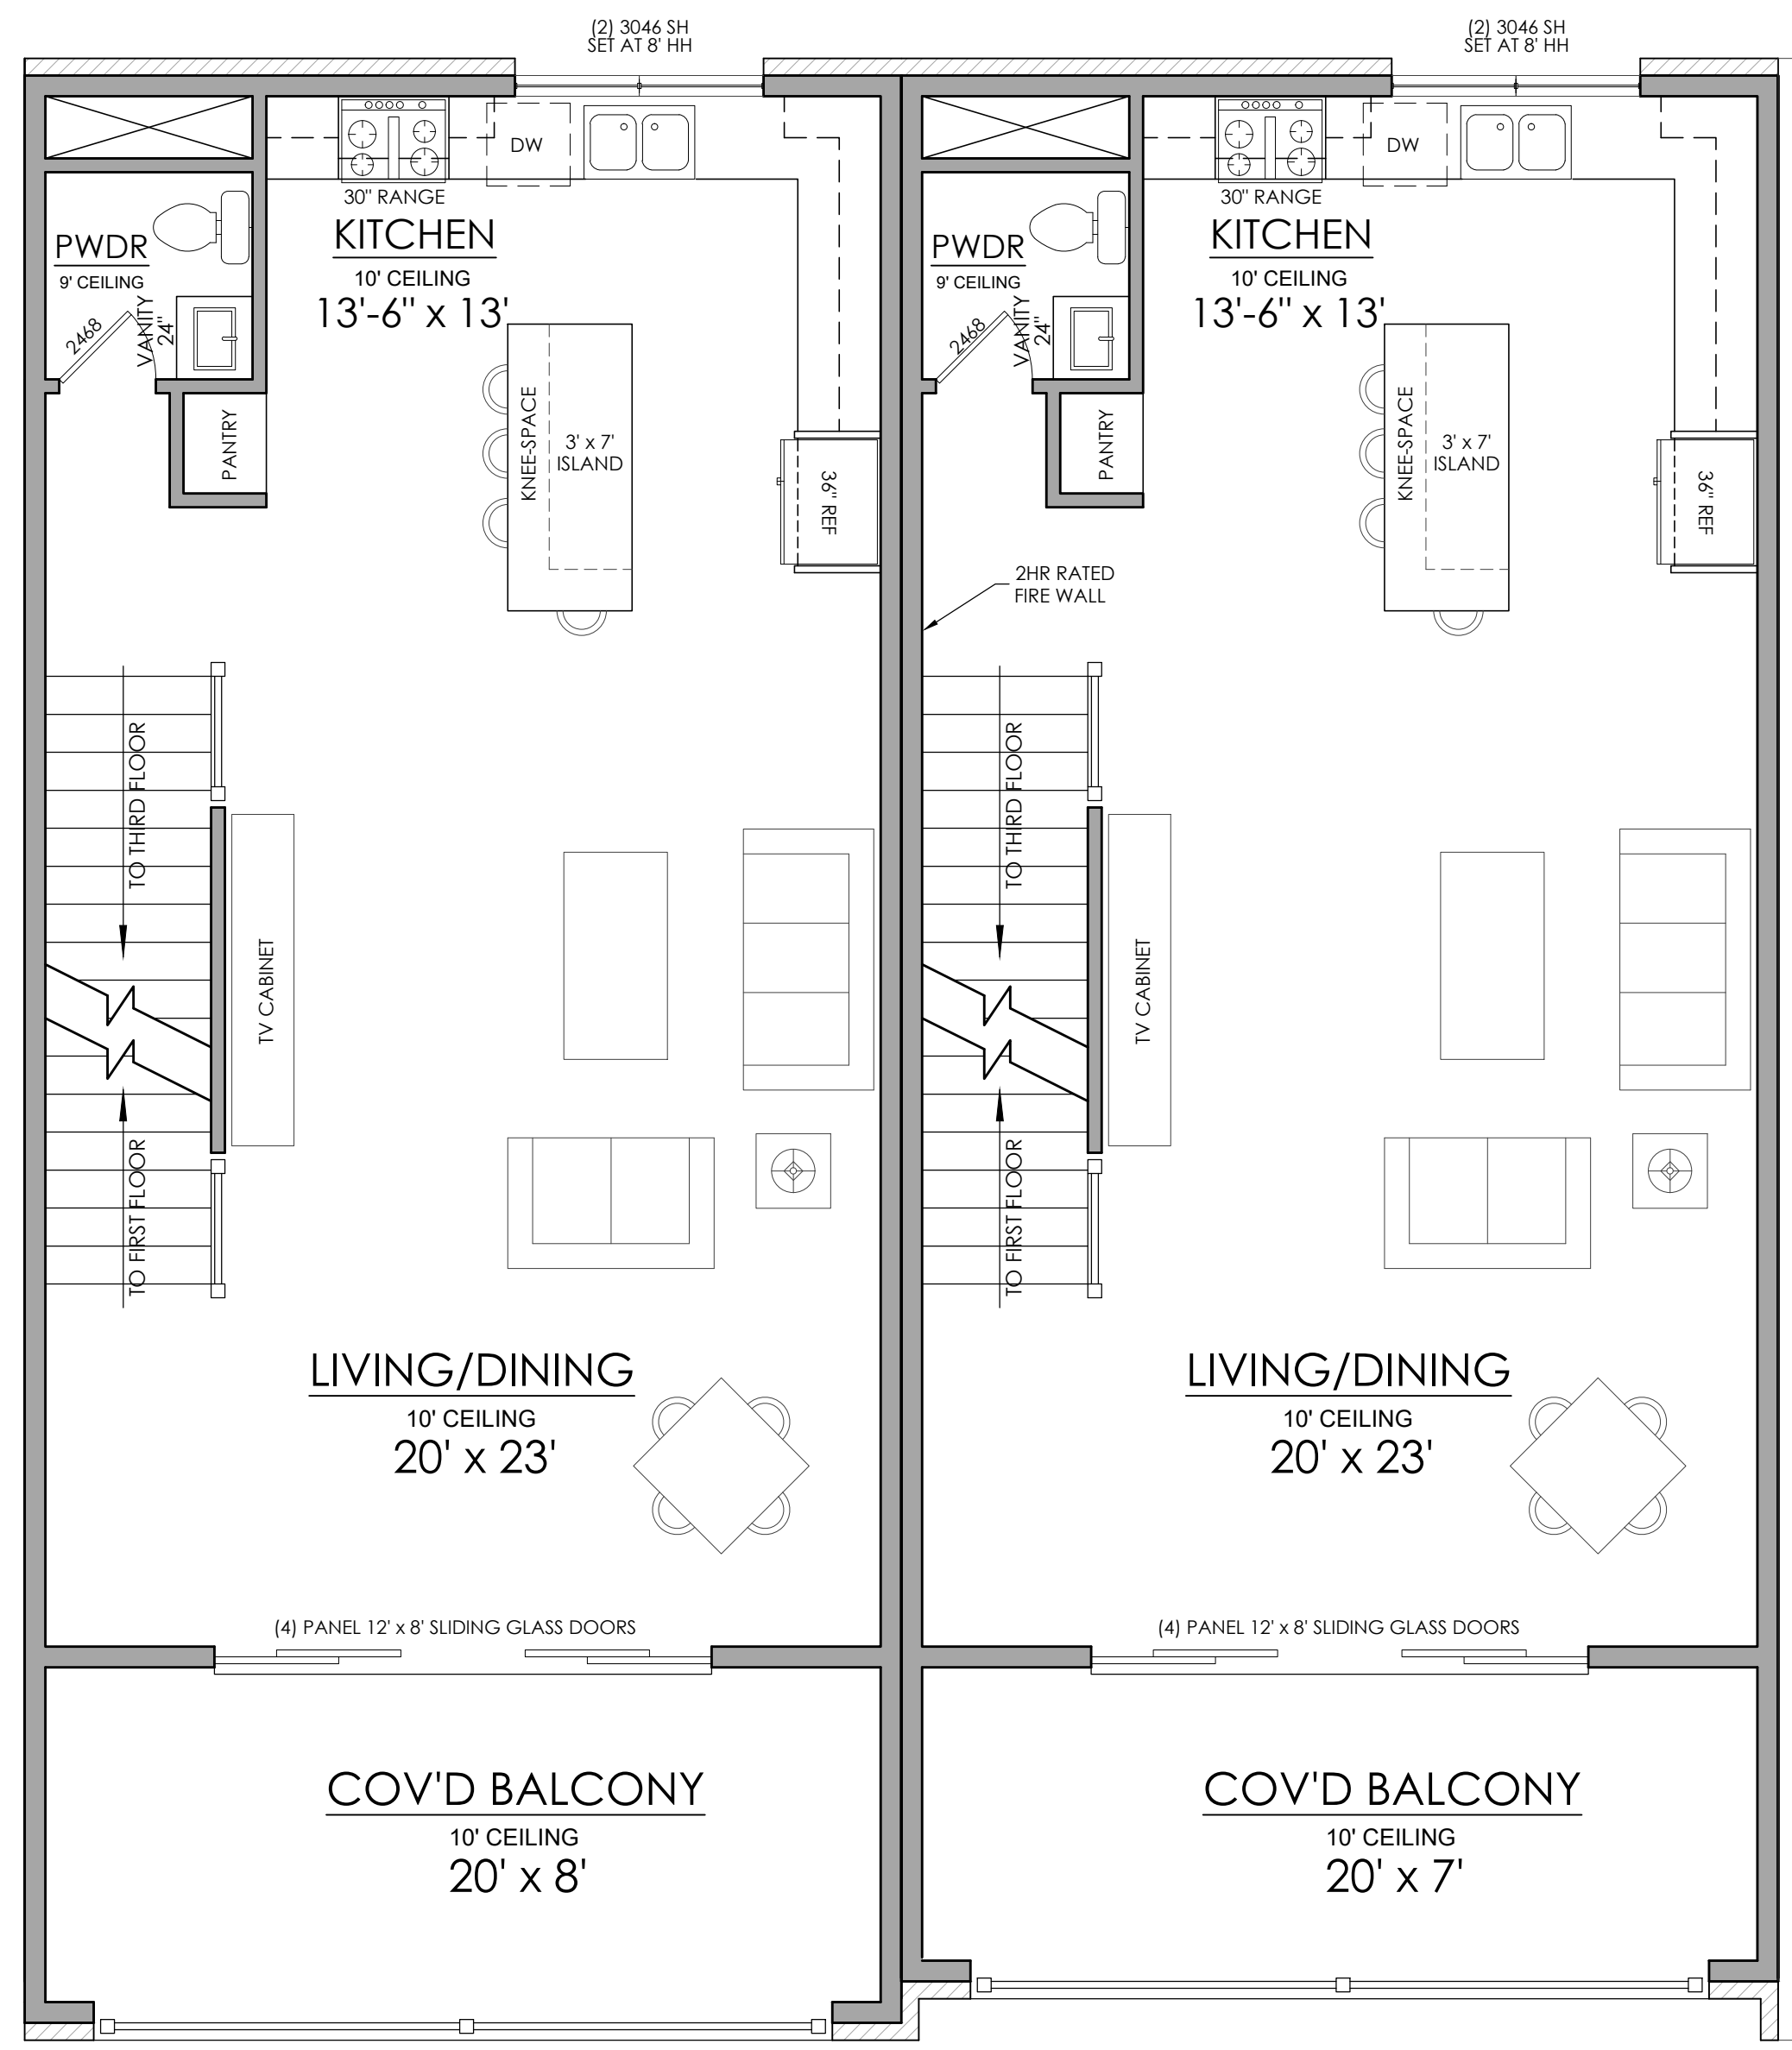 (2) 3046 SH
SET AT 8' HH
(2) 3046 SH
SET AT 8' HH
DW
30" RANGE
KITCHEN
10' CEILING
13'-6" x 13'
PWDR
9' CEILING
2468
VANITY
24"
PANTRY
KNEE-SPACE
3' x 7'
ISLAND
36" REF
TO THIRD FLOOR
TV CABINET
TO FIRST FLOOR
LIVING/DINING
10' CEILING
20' x 23'
(4) PANEL 12' x 8' SLIDING GLASS DOORS
COV'D BALCONY
10' CEILING
20' x 8'
DW
30" RANGE
KITCHEN
10' CEILING
13'-6" x 13'
PWDR
9' CEILING
2468
VANITY
24"
PANTRY
KNEE-SPACE
3' x 7'
ISLAND
36" REF
2HR RATED
FIRE WALL
TO THIRD FLOOR
TV CABINET
TO FIRST FLOOR
LIVING/DINING
10' CEILING
20' x 23'
(4) PANEL 12' x 8' SLIDING GLASS DOORS
COV'D BALCONY
10' CEILING
20' x 7'